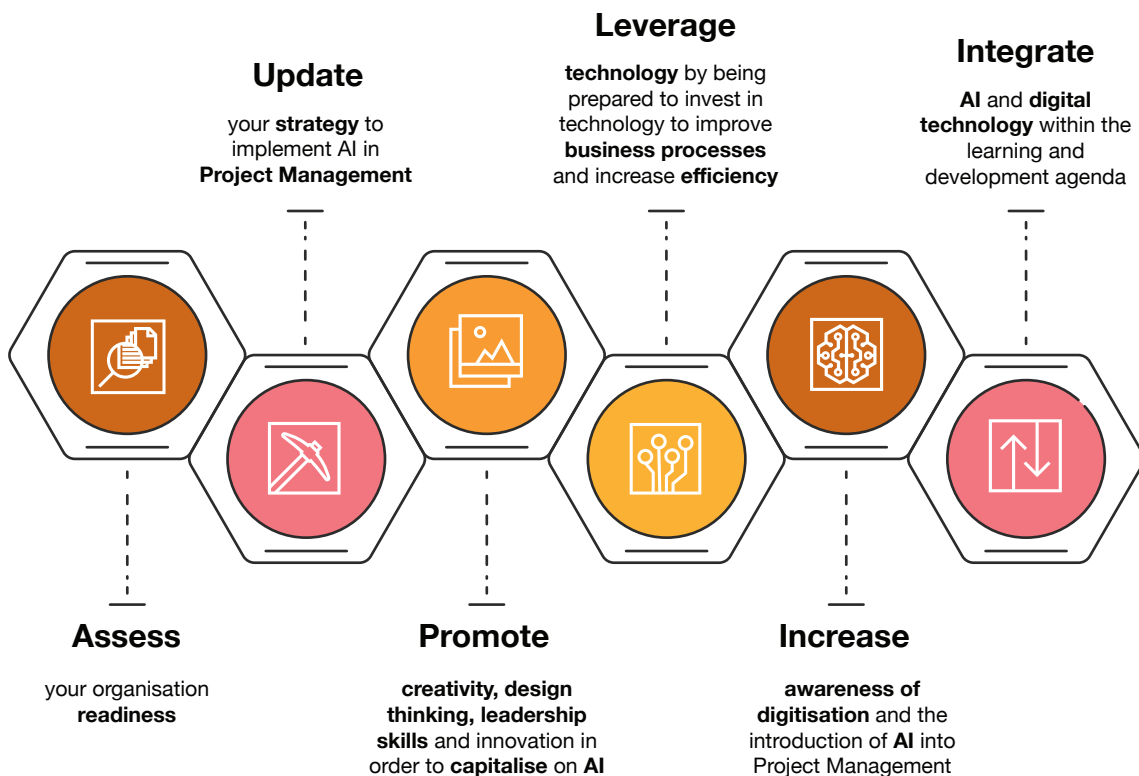 Leverage
technology by being
prepared to invest in
technology to improve
business processes
and increase efficiency
Integrate
AI and digital
technology within the
learning and
development agenda
Update
your strategy to
implement AI in
Project Management
Assess
your organisation
readiness
Promote
creativity, design
thinking, leadership
skills and innovation in
order to capitalise on AI
Increase
awareness of
digitisation and the
introduction of AI into
Project Management